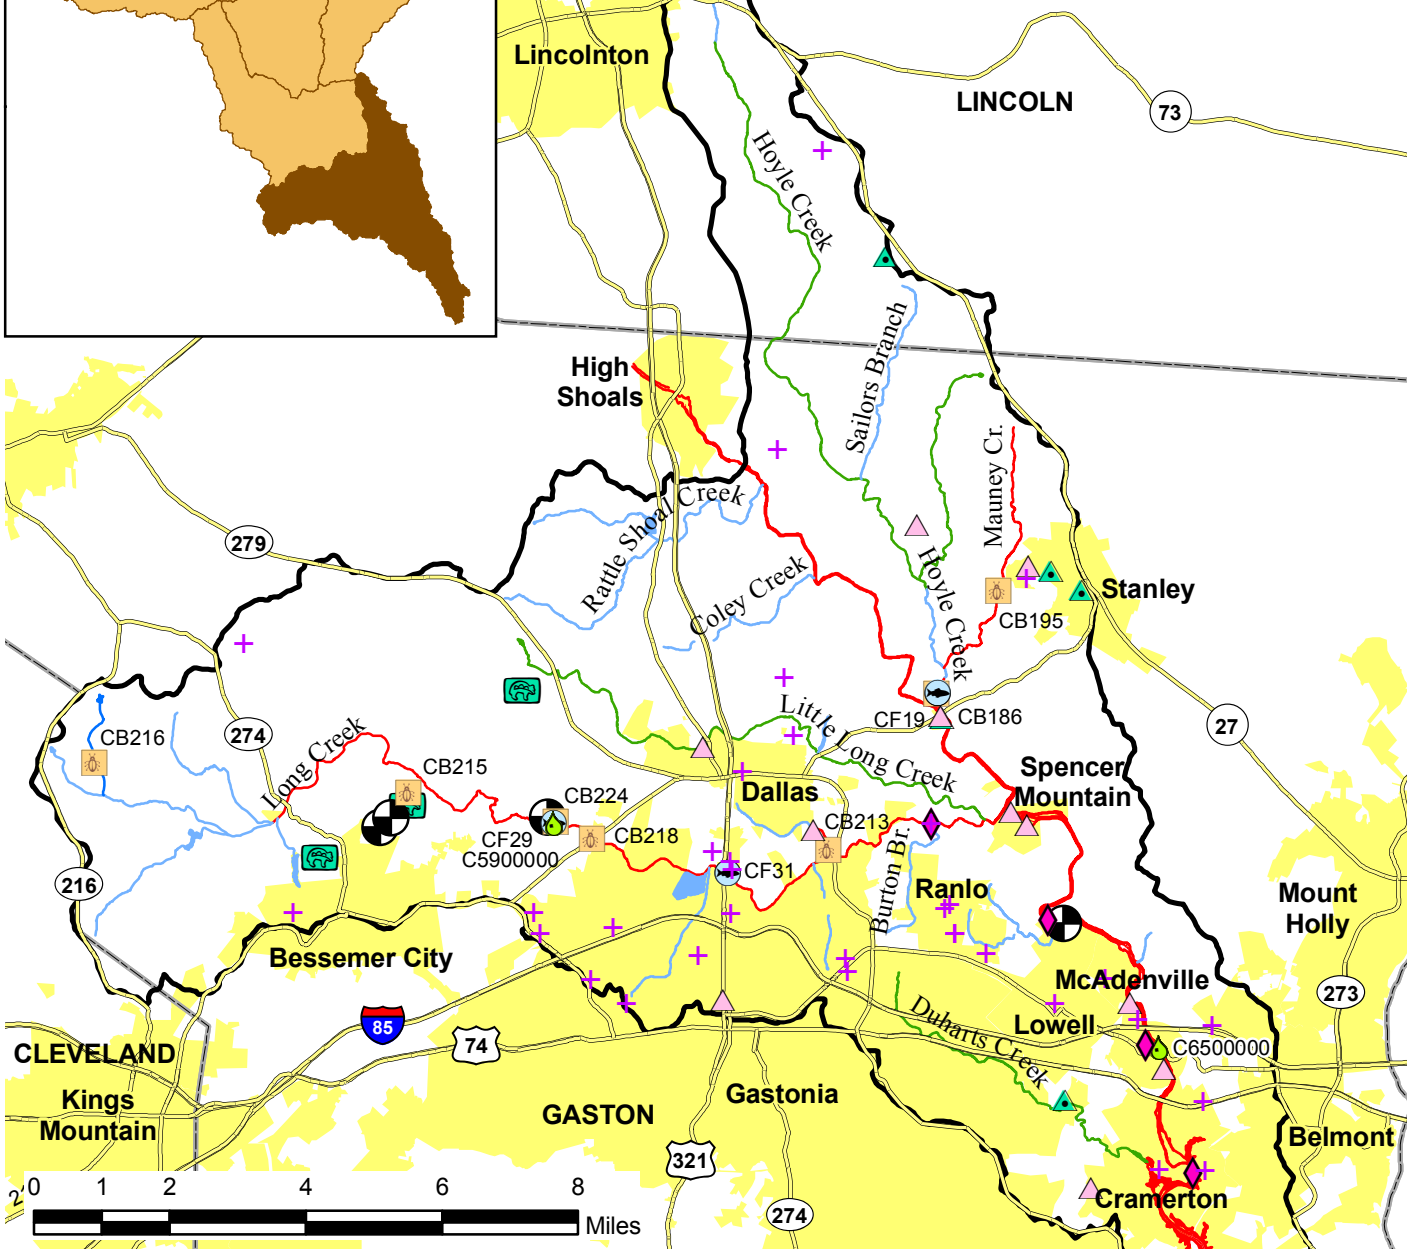 Lincolnton
LINCOLN
73
Hoyle Creek
Sailors Branch
High
Shoals
Mauney Cr.
Rattle Shoal Creek
279
Coley Creek
Hoyle Creek
Stanley
CB195
CF19
CB186
27
274
CB216
Long Creek
CB215
Little Long Creek
Spencer
Mountain
CB224
Dallas
CF29
C5900000
CB218
CB213
CF31
Burton Br.
Ranlo
216
Mount
Holly
Bessemer City
McAdenville
273
85
74
Lowell
Duharts Creek
C6500000
CLEVELAND
Kings
Mountain
GASTON
Gastonia
Belmont
321
274
Cramerton
0 1 2 4 6 8
Miles